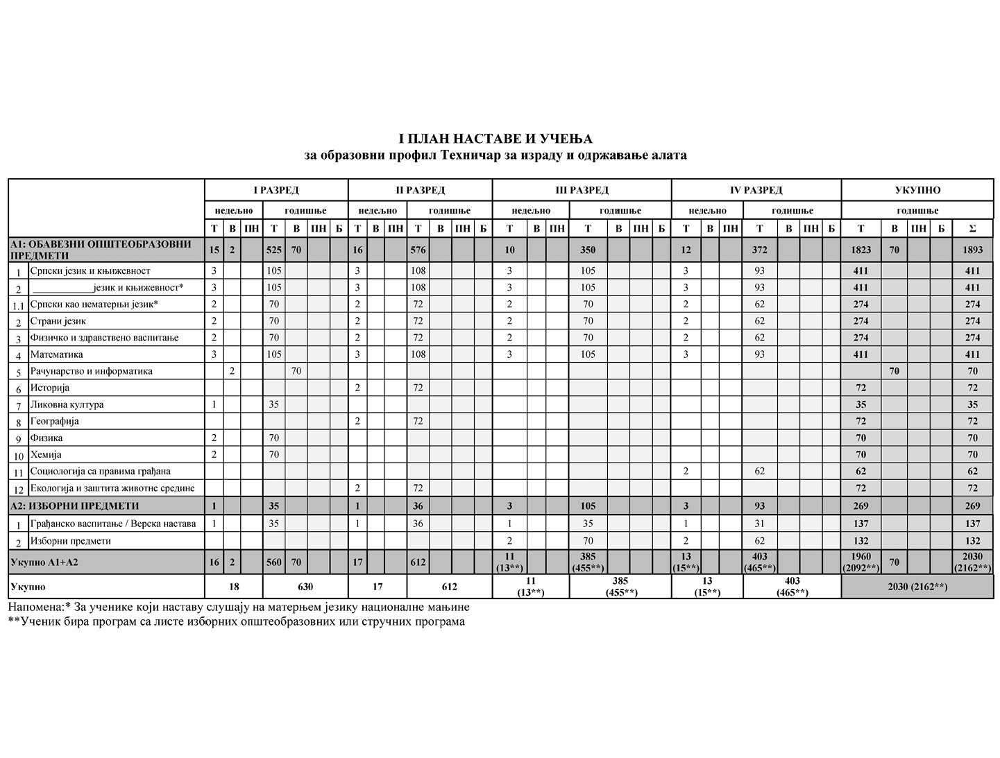 I ПЛАН НАСТАВЕ И УЧЕЊА
за образовни профил Техничар за израду и одржавање алата
I РАЗРЕД II РАЗРЕД III РАЗРЕД IV РАЗРЕД УКУПНО
недељно годишње недељно годишње недељно годишње недељно годишње годишње
Т В ПН Т В ПН Б Т В ПН Т В ПН Б Т В ПН Т В ПН Б Т В ПН Т В ПН Б Т В ПН Б Σ
А1: ОБАВЕЗНИ ОПШТЕОБРАЗОВНИ
ПРЕДМЕТИ 15 2 525 70 16 576 10 350 12 372 1823 70 1893
1 Српски језик и књижевност 3 105 3 108 3 105 3 93 411 411
2 ____________језик и књижевност* 3 105 3 108 3 105 3 93 411 411
1.1 Српски као нематерњи језик* 2 70 2 72 2 70 2 62 274 274
2 Страни језик 2 70 2 72 2 70 2 62 274 274
3 Физичко и здравствено васпитање 2 70 2 72 2 70 2 62 274 274
4 Математика 3 105 3 108 3 105 3 93 411 411
5 Рачунарство и информатика 2 70 70 70
6 Историја 2 72 72 72
7 Ликовна култура 1 35 35 35
8 Географија 2 72 72 72
9 Физика 2 70 70 70
10 Хемија 2 70 70 70
11 Социологија са правима грађана 2 62 62 62
12 Екологија и заштита животне средине 2 72 72 72
А2: ИЗБОРНИ ПРЕДМЕТИ 1 35 1 36 3 105 3 93 269 269
1 Грађанско васпитање / Верска настава 1 35 1 36 1 35 1 31 137 137
2 Изборни предмети 2 70 2 62 132 132
Укупно А1+А2 16 2 560 70 17 612 11 385 13 403 1960 70 2030
(13**) (455**) (15**) (465**) (2092**) (2162**)
Укупно 18 630 17 612 11 385 13 403 2030 (2162**)
(13**) (455**) (15**) (465**)
Напомена:* За ученике који наставу слушају на матерњем језику националне мањине
**Ученик бира програм са листе изборних општеобразовних или стручних програма